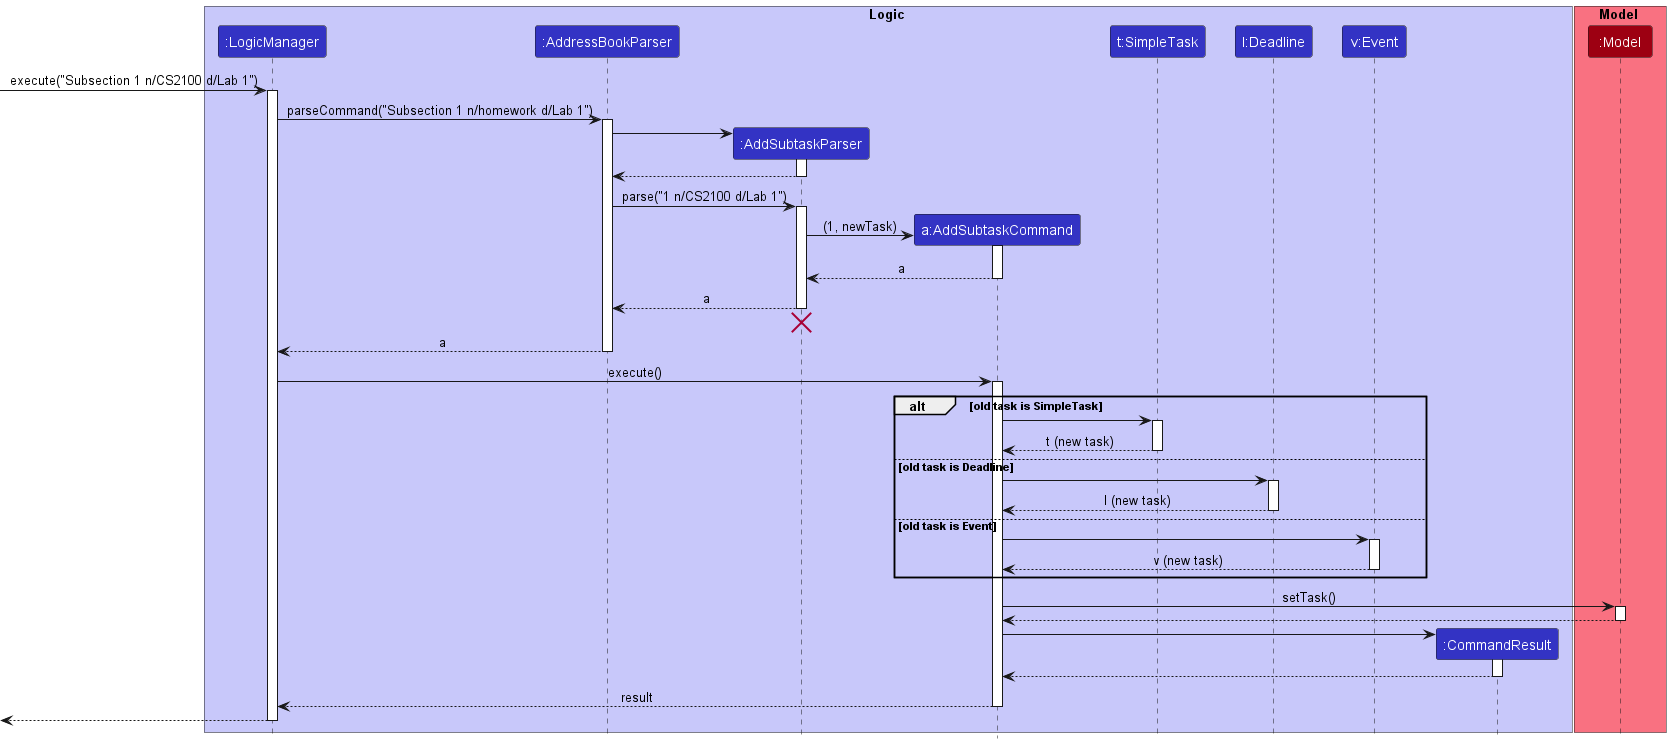 Logic
Model
:LogicManager
:AddressBookParser
t:SimpleTask
l:Deadline
v:Event
:Model
execute("Subsection 1 n/CS2100 d/Lab 1")
parseCommand("Subsection 1 n/homework d/Lab 1")
:AddSubtaskParser
parse("1 n/CS2100 d/Lab 1")
(1, newTask)
a:AddSubtaskCommand
a
a
a
execute()
alt
[old task is SimpleTask]
t (new task)
[old task is Deadline]
l (new task)
[old task is Event]
v (new task)
setTask()
:CommandResult
result